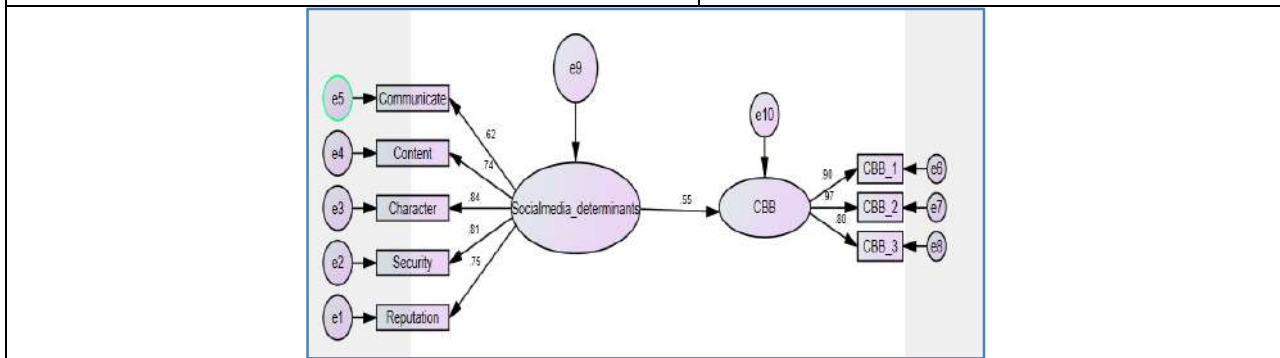 e9
e5
Communicate
e10
.62
e4
Content
.74
CBB_1
e6
.90
e3
Character
.84
Socialmedia_determinants
.55
CBB
.97
CBB_2
e7
.81
.80
e2
Security
CBB_3
e8
.75
e1
Reputation